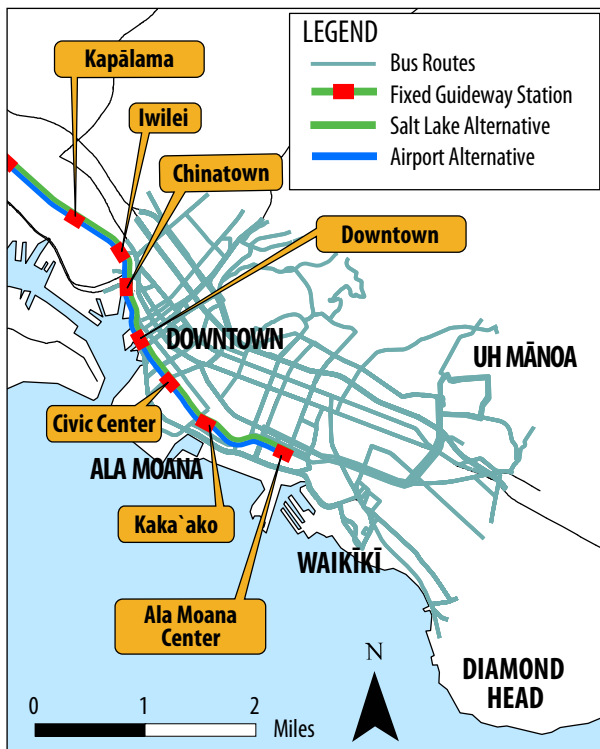 LEGEND
Bus Routes
Fixed Guideway Station
Salt Lake Alternative
Airport Alternative
Kapālama
Iwilei
Chinatown
Downtown
DOWNTOWN
UH MĀNOA
Civic Center
ALA MOANA
Kaka`ako
WAIKĪKĪ
Ala Moana
Center
N
DIAMOND
HEAD
0 1 2
Miles